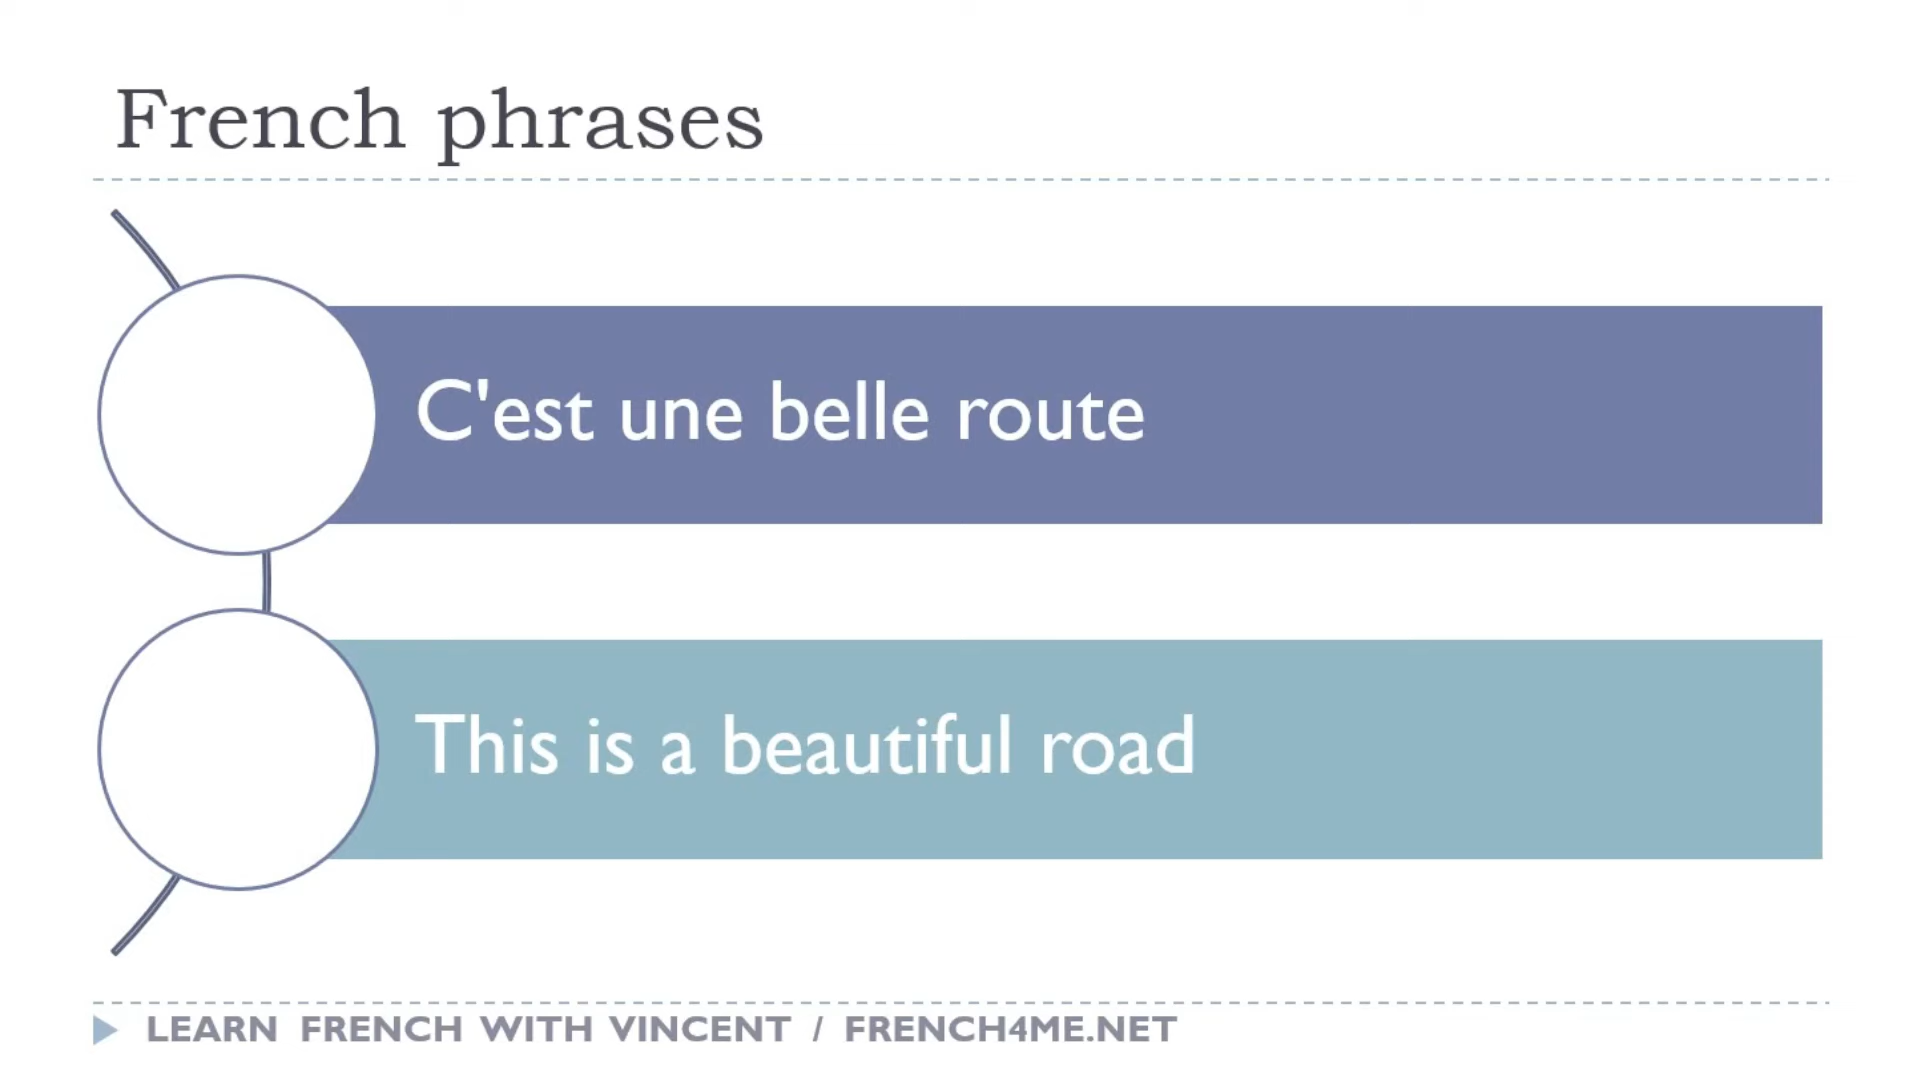 French phrases
C'est une belle route
This is a beautiful road
LEARN FRENCH WITH VINCENT / FRENCH4ME.NET